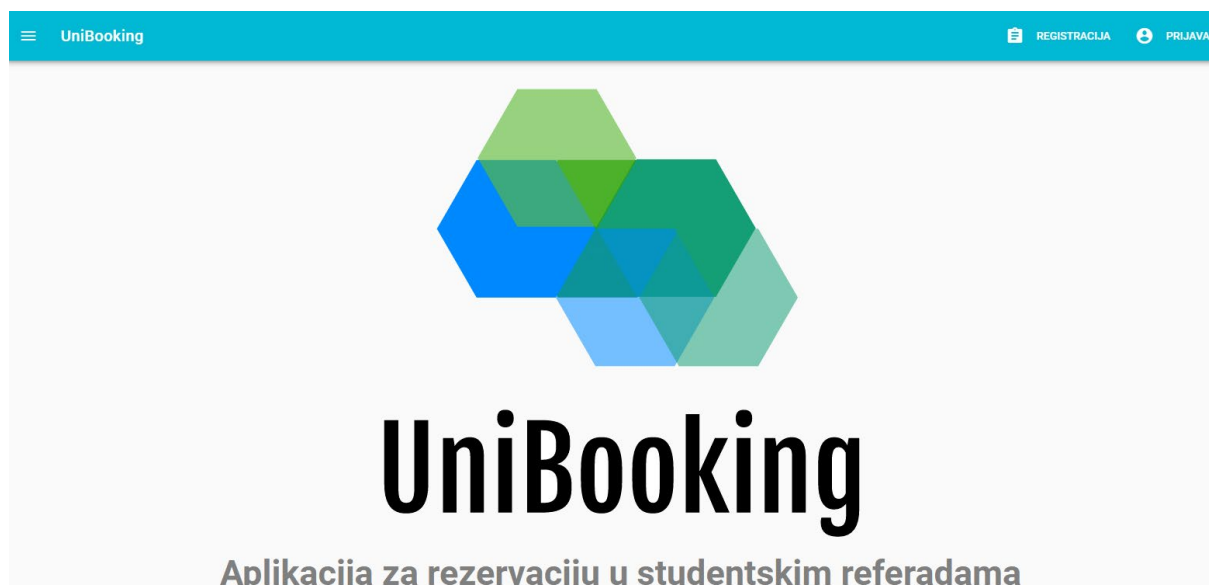 UniBooking
REGISTRACIJA
PRIJAVA
UniBooking
Aplikacija za rezervaciju u studentskim referadama